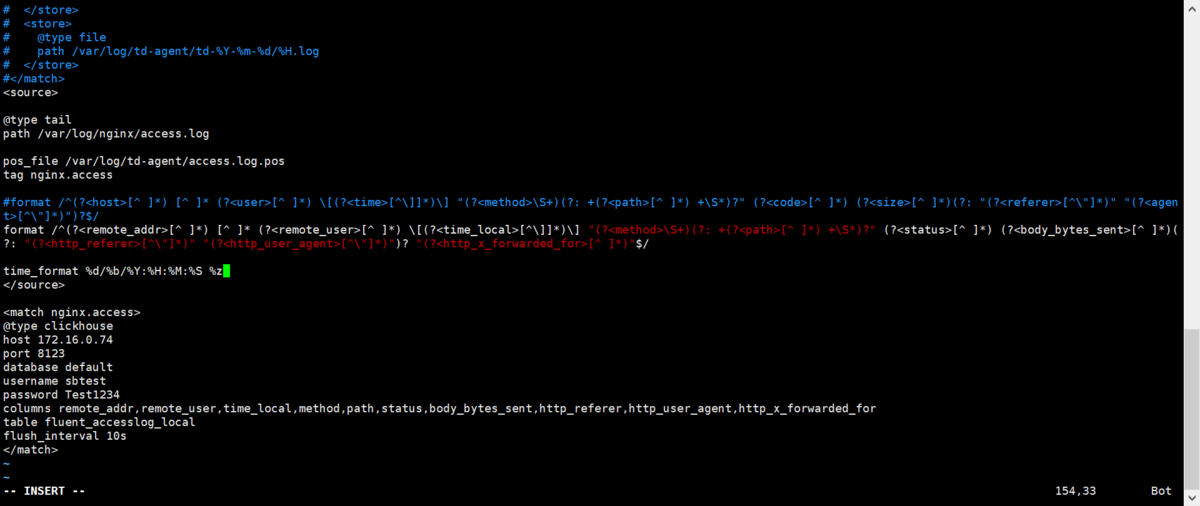 #  </store>
#  <store>
#    @type file
#    path /var/log/td-agent/td-%Y-%m-%d/%H.log
#  </store>
#</match>
<source>
@type tail
path /var/log/nginx/access.log
pos_file /var/log/td-agent/access.log.pos
tag nginx.access
#format /^(?<host>[^ ]*) [^ ]* (?<user>[^ ]*) \[(?<time>[^\]]*)\] "(?<method>\S+)(?: +(?<path>[^ ]*) +\S*)?" (?<code>[^ ]*) (?<size>[^ ]*)(?: "(?<referer>[^\"]*)" "(?<agen
t>[^\"]*)")?$/
format /^(?<remote_addr>[^ ]*) [^ ]* (?<remote_user>[^ ]*) \[(?<time_local>[^\]]*)\] "(?<method>\S+)(?: +(?<path>[^ ]*) +\S*)?" (?<status>[^ ]*) (?<body_bytes_sent>[^ ]*)(
?: "(?<http_referer>[^\"]*)" "(?<http_user_agent>[^\"]*)")? "(?<http_x_forwarded_for>[^ ]*)"$/
time_format %d/%b/%Y:%H:%M:%S %z
</source>
<match nginx.access>
@type clickhouse
host 172.16.0.74
port 8123
database default
username sbtest
password Test1234
columns remote_addr,remote_user,time_local,method,path,status,body_bytes_sent,http_referer,http_user_agent,http_x_forwarded_for
table fluent_accesslog_local
flush_interval 10s
</match>
~
~
-- INSERT -- 154,33 Bot